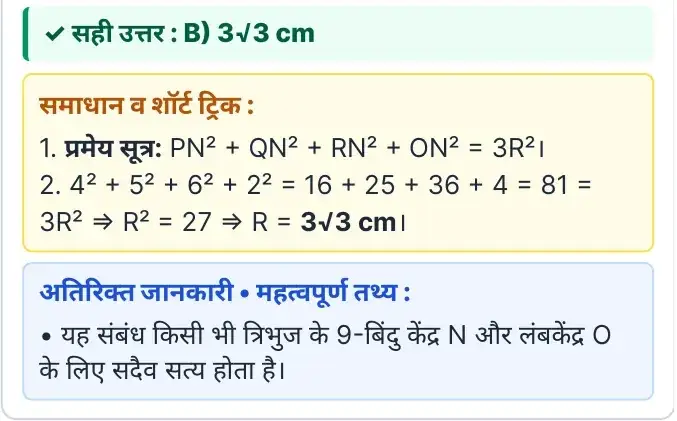 ✓ सही उत्तर : B) 3√3 cm
समाधान व शॉर्ट ट्रिक :
1. प्रमेय सूत्र: PN² + QN² + RN² + ON² = 3R²।
2. 4² + 5² + 6² + 2² = 16 + 25 + 36 + 4 = 81 =
3R² ⇒ R² = 27 ⇒ R = 3√3 cm।
अतिरिक्त जानकारी • महत्वपूर्ण तथ्य :
• यह संबंध किसी भी त्रिभुज के 9-बिंदु केंद्र N और लंबकेंद्र O
के लिए सदैव सत्य होता है।